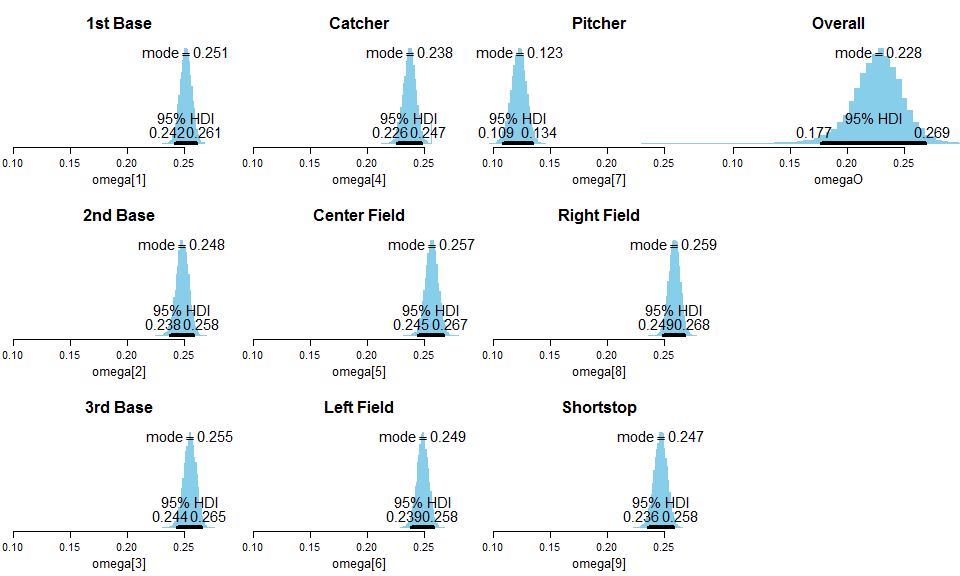 1st Base
mode = 0.251
95% HDI
0.242 0.261
0.10 0.15 0.20 0.25
omega[1]
Catcher
mode = 0.238
95% HDI
0.226 0.247
0.10 0.15 0.20 0.25
omega[4]
Pitcher
mode = 0.123
95% HDI
0.109 0.134
0.10 0.15 0.20 0.25
omega[7]
Overall
mode = 0.228
95% HDI
0.177 0.269
0.10 0.15 0.20 0.25
omegaO
2nd Base
mode = 0.248
95% HDI
0.238 0.258
0.10 0.15 0.20 0.25
omega[2]
Center Field
mode = 0.257
95% HDI
0.245 0.267
0.10 0.15 0.20 0.25
omega[5]
Right Field
mode = 0.259
95% HDI
0.249 0.268
0.10 0.15 0.20 0.25
omega[8]
3rd Base
mode = 0.255
95% HDI
0.244 0.265
0.10 0.15 0.20 0.25
omega[3]
Left Field
mode = 0.249
95% HDI
0.239 0.258
0.10 0.15 0.20 0.25
omega[6]
Shortstop
mode = 0.247
95% HDI
0.236 0.258
0.10 0.15 0.20 0.25
omega[9]